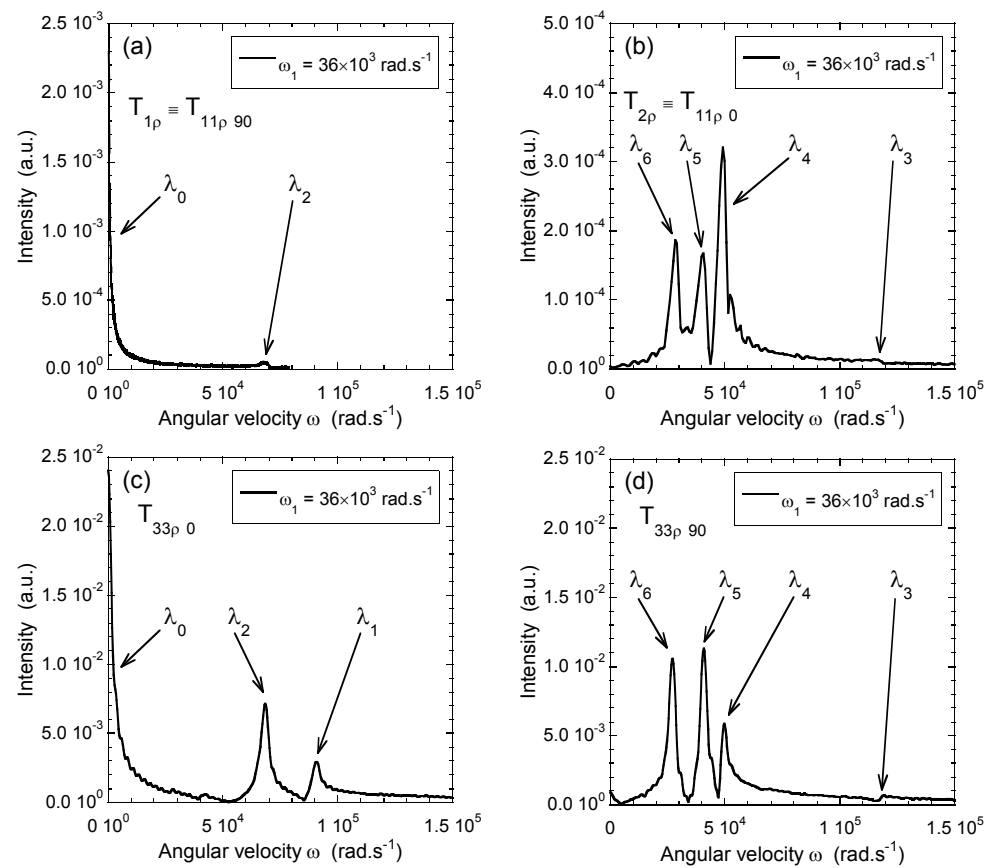 2.5 10⁻³
2.0 10⁻³
1.5 10⁻³
1.0 10⁻³
5.0 10⁻⁴
0.0 10⁰
Intensity (a.u.)
(a)
ω₁ = 36×10³ rad.s⁻¹
T₁ρ ≡ T₁₁ρ ₉₀
λ₀
λ₂
0 10⁰
5 10⁴
1 10⁵
1.5 10⁵
Angular velocity ω (rad.s⁻¹)
5.0 10⁻⁴
4.0 10⁻⁴
3.0 10⁻⁴
2.0 10⁻⁴
1.0 10⁻⁴
0.0 10⁰
Intensity (a.u.)
(b)
ω₁ = 36×10³ rad.s⁻¹
T₂ρ ≡ T₁₁ρ ₀
λ₆
λ₅
λ₄
λ₃
0 10⁰
5 10⁴
1 10⁵
1.5 10⁵
Angular velocity ω (rad.s⁻¹)
2.5 10⁻²
2.0 10⁻²
1.5 10⁻²
1.0 10⁻²
5.0 10⁻³
0.0 10⁰
Intensity (a.u.)
(c)
ω₁ = 36×10³ rad.s⁻¹
T₃₃ρ ₀
λ₀
λ₂
λ₁
0 10⁰
5 10⁴
1 10⁵
1.5 10⁵
Angular velocity ω (rad.s⁻¹)
2.5 10⁻²
2.0 10⁻²
1.5 10⁻²
1.0 10⁻²
5.0 10⁻³
0.0 10⁰
Intensity (a.u.)
(d)
ω₁ = 36×10³ rad.s⁻¹
T₃₃ρ ₉₀
λ₆
λ₅
λ₄
λ₃
0 10⁰
5 10⁴
1 10⁵
1.5 10⁵
Angular velocity ω (rad.s⁻¹)